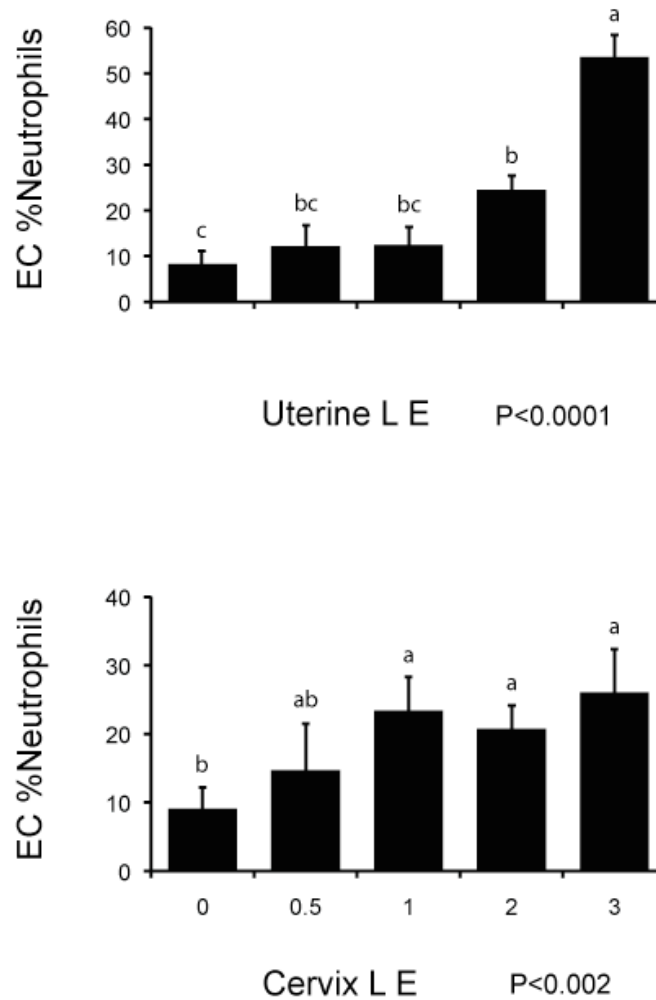 EC %Neutrophils
60
50
40
30
20
10
0
c
bc
bc
b
a
Uterine L E P<0.0001
EC %Neutrophils
40
30
20
10
0
b
ab
a
a
a
0 0.5 1 2 3
Cervix L E P<0.002